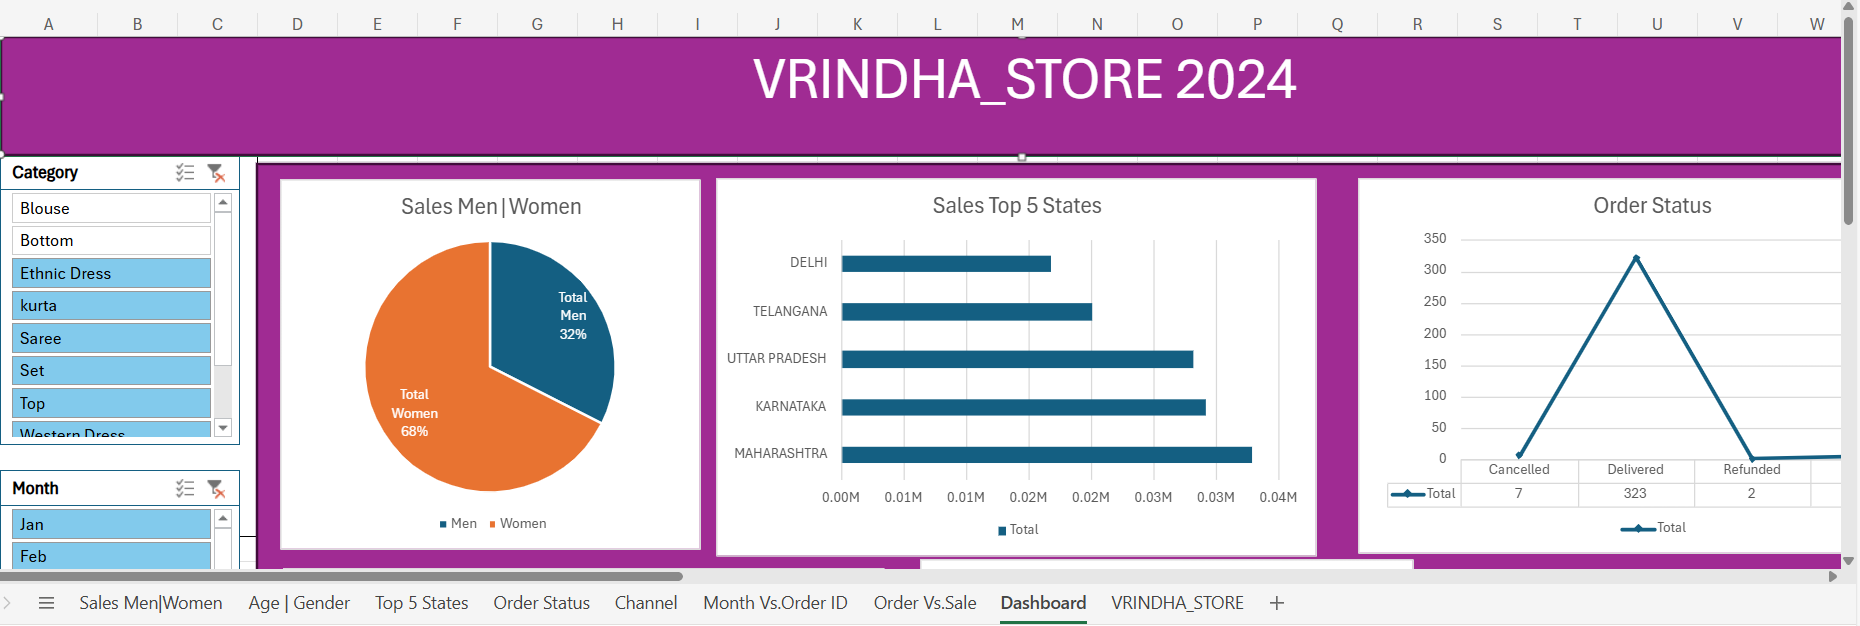 A B C D E F G H I J K L M N O P Q R S T U V W
VRINDHA_STORE 2024
Category
Blouse
Bottom
Ethnic Dress
kurta
Saree
Set
Top
Western Dress
Month
Jan
Feb
Sales Men|Women
Total
Men
32%
Total
Women
68%
Men Women
Sales Top 5 States
DELHI
TELANGANA
UTTAR PRADESH
KARNATAKA
MAHARASHTRA
0.00M 0.01M 0.01M 0.02M 0.02M 0.03M 0.03M 0.04M
Total
Order Status
350
300
250
200
150
100
50
0
Cancelled Delivered Refunded
Total 7 323 2
Total
Sales Men|Women Age | Gender Top 5 States Order Status Channel Month Vs.Order ID Order Vs.Sale Dashboard VRINDHA_STORE